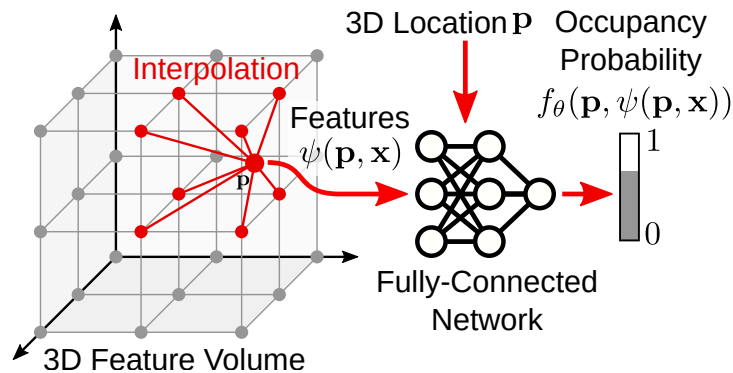 3D Location p
Occupancy
Probability
f_θ(p, ψ(p, x))
Interpolation
Features
ψ(p, x)
p
1
0
Fully-Connected
Network
3D Feature Volume